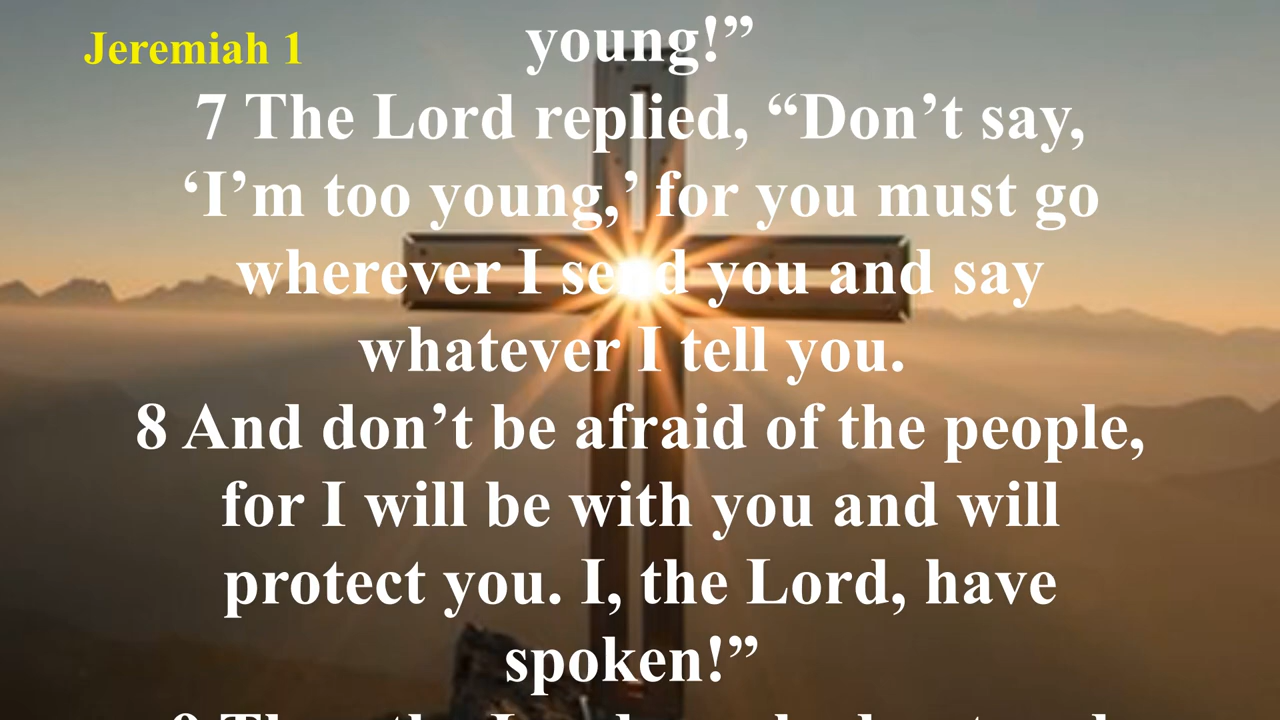 Jeremiah 1
young!”
7 The Lord replied, “Don’t say,
‘I’m too young,’ for you must go
wherever I send you and say
whatever I tell you.
8 And don’t be afraid of the people,
for I will be with you and will
protect you. I, the Lord, have
spoken!”